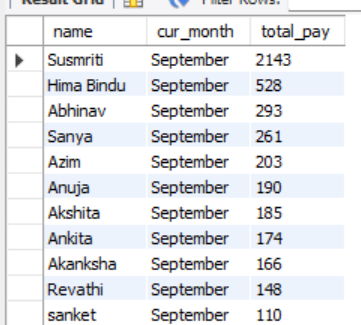 Result Grid Filter Rows:
name cur_month total_pay
Susmriti September 2143
Hima Bindu September 528
Abhinav September 293
Sanya September 261
Azim September 203
Anuja September 190
Akshita September 185
Ankita September 174
Akanksha September 166
Revathi September 148
sanket September 110